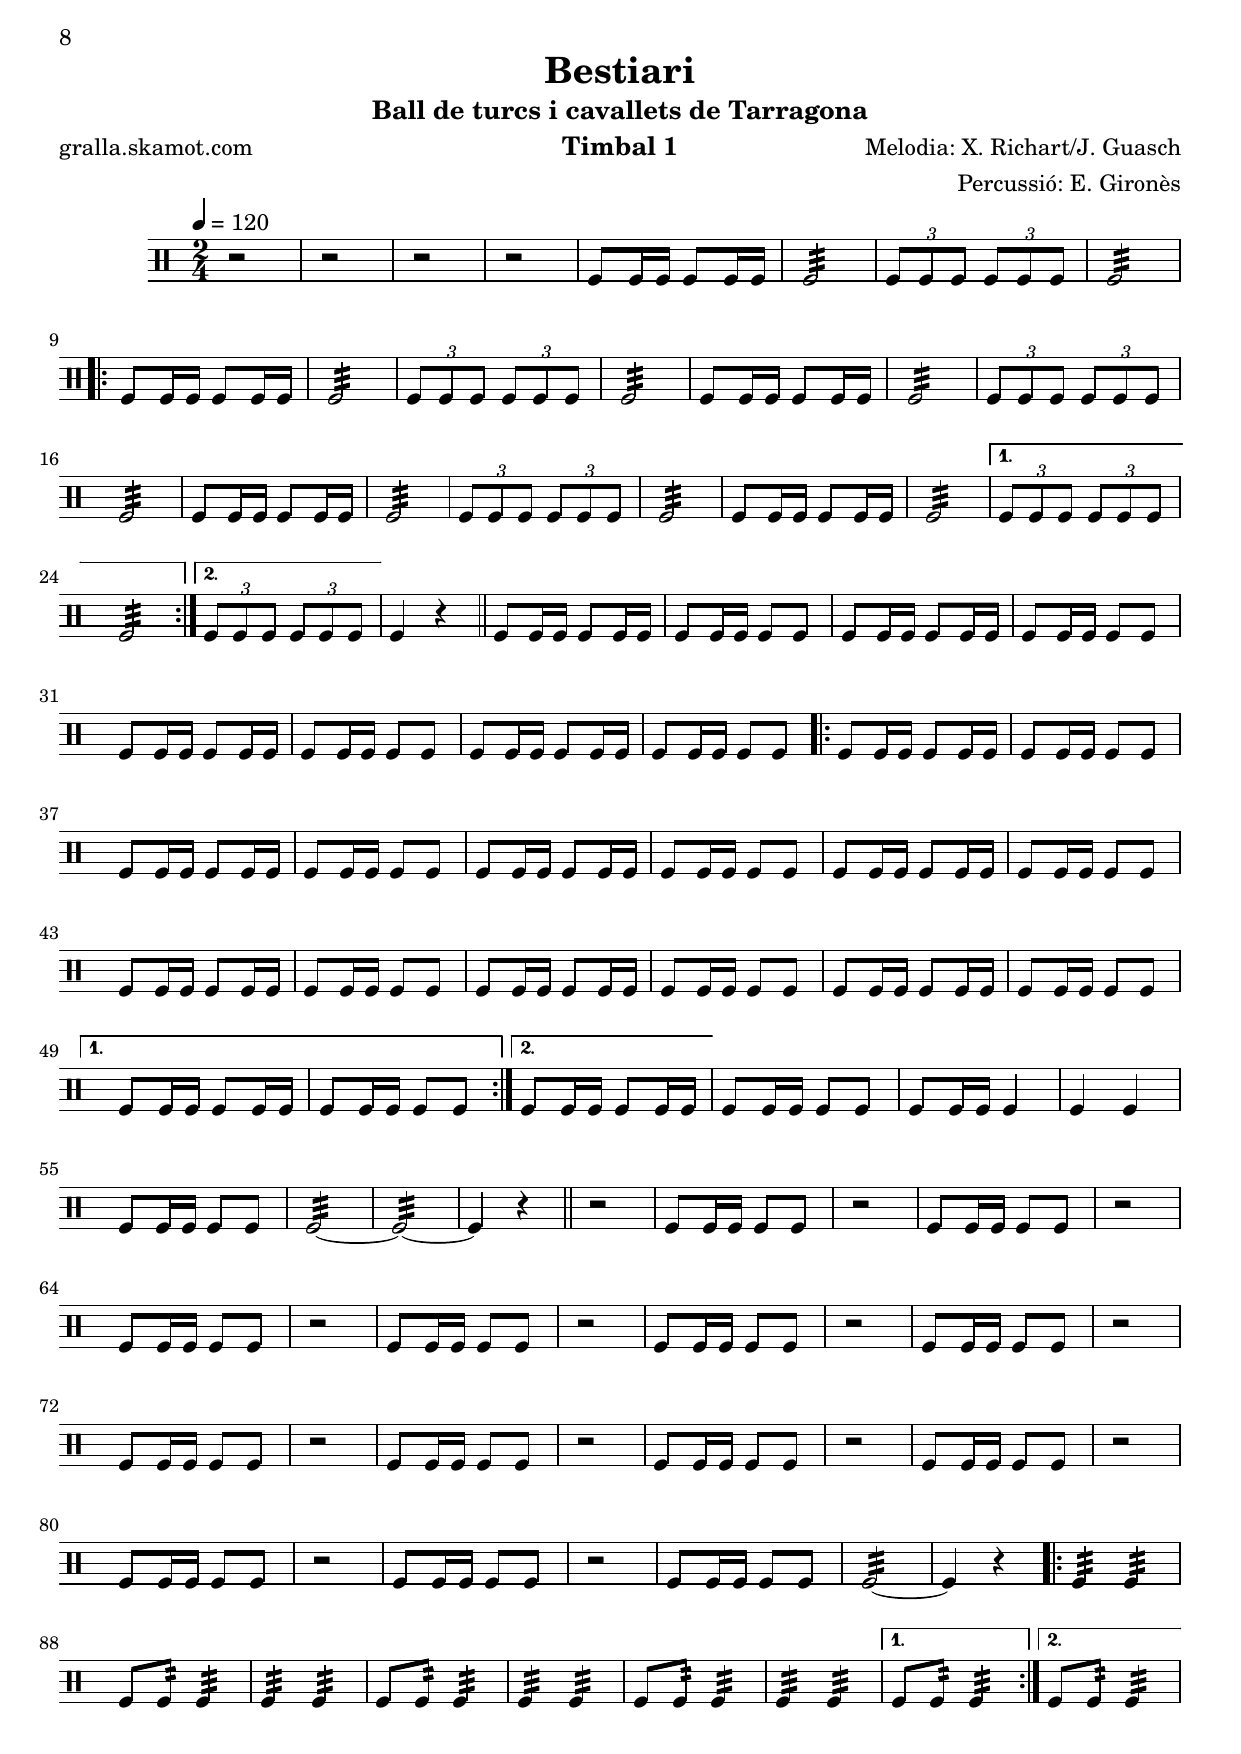 8
Bestiari
Ball de turcs i cavallets de Tarragona
gralla.skamot.com Timbal 1 Melodia: X. Richart/J. Guasch
Percussió: E. Gironès
= 120
2
4
3 3
9
3 3 3 3
16
3 3 1. 3 3
24
2. 3 3
31
37
43
49
1. 2.
55
64
72
80
88
1. 2.